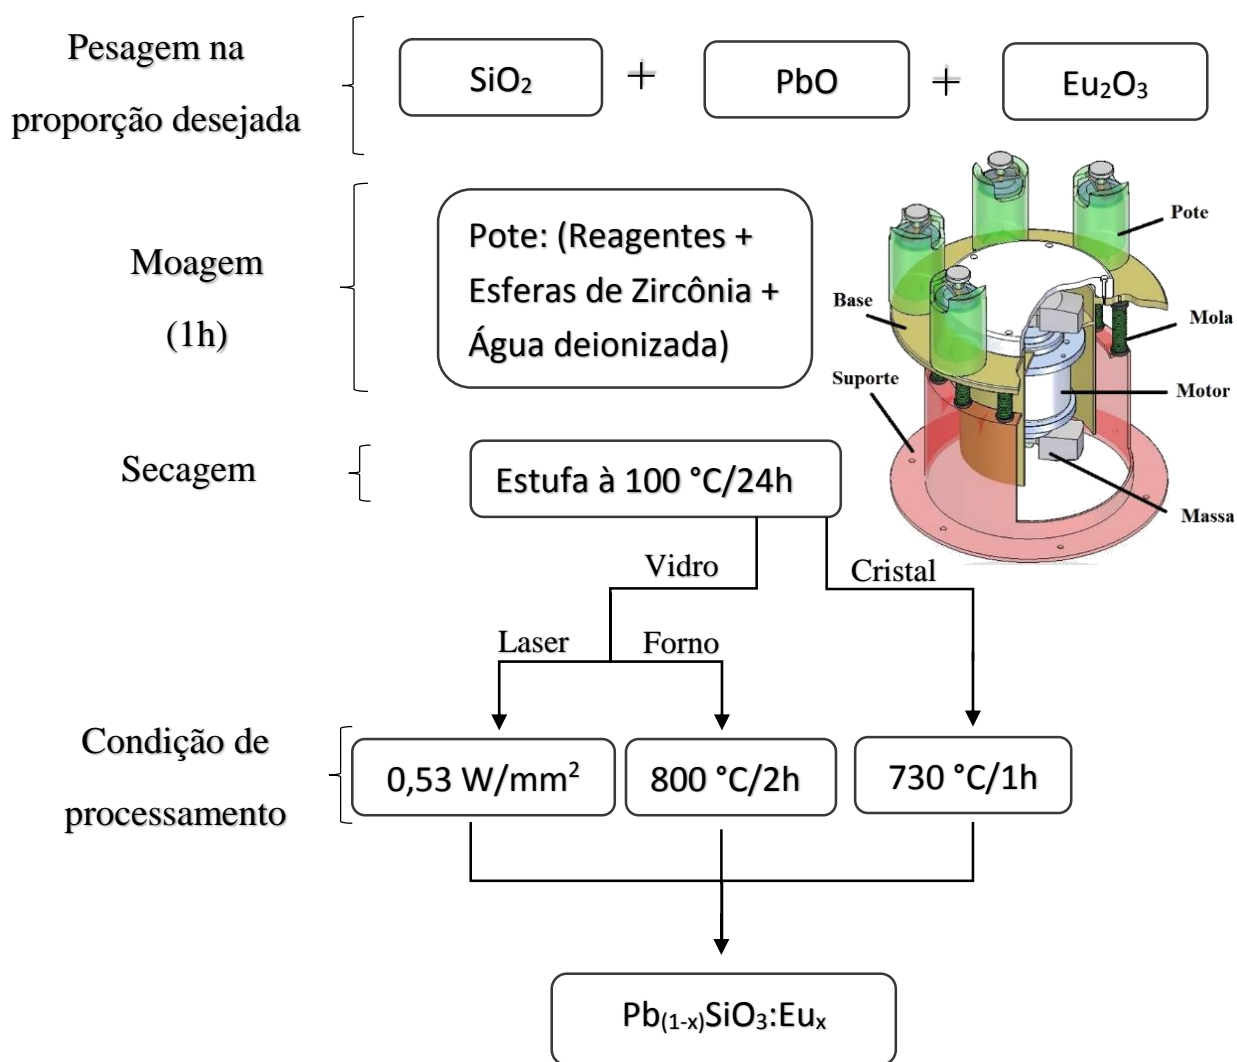 Pesagem na
proporção desejada
SiO₂ + PbO + Eu₂O₃
Moagem
(1h)
Pote: (Reagentes +
Esferas de Zircônia +
Água deionizada)
Pote
Base
Mola
Suporte
Motor
Massa
Secagem
Estufa à 100 °C/24h
Vidro
Cristal
Laser
Forno
Condição de
processamento
0,53 W/mm²
800 °C/2h
730 °C/1h
Pb₍₁₋ₓ₎SiO₃:Euₓ